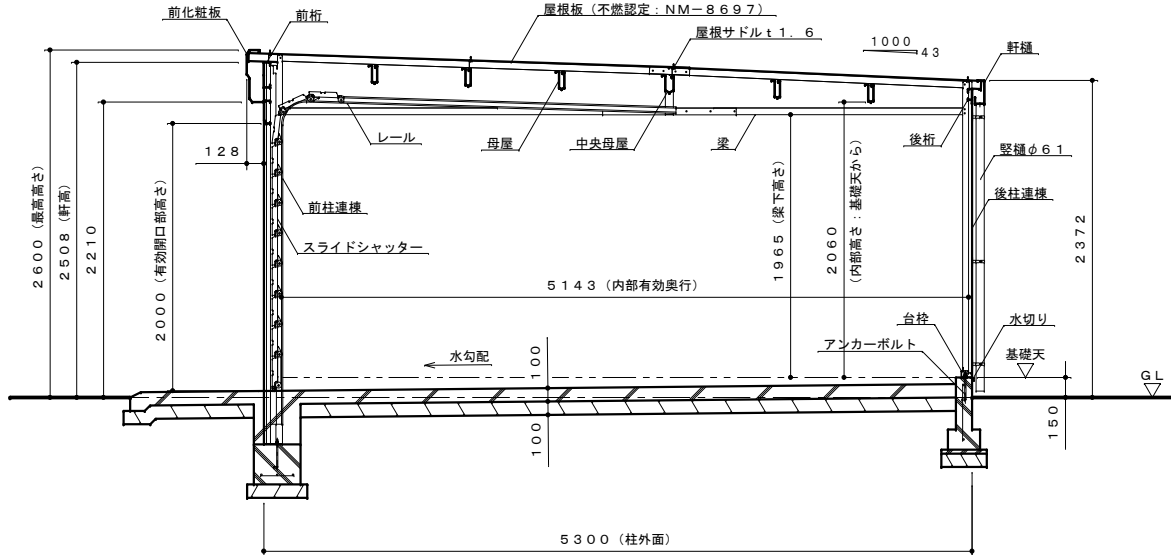 屋根板（不燃認定：NM－8697）
前化粧板
前桁
屋根サドルｔ1．6
1000
43
軒樋
128
レール
母屋
中央母屋
梁
後桁
竪樋φ61
前柱連棟
後柱連棟
スライドシャッター
2600（最高高さ）
2508（軒高）
2210
2000（有効開口部高さ）
1965（梁下高さ）
2060
（内部高さ：基礎天から）
2372
5143（内部有効奥行）
台枠
水切り
アンカーボルト
基礎天
水勾配
100
GL
100
150
5300（柱外面）